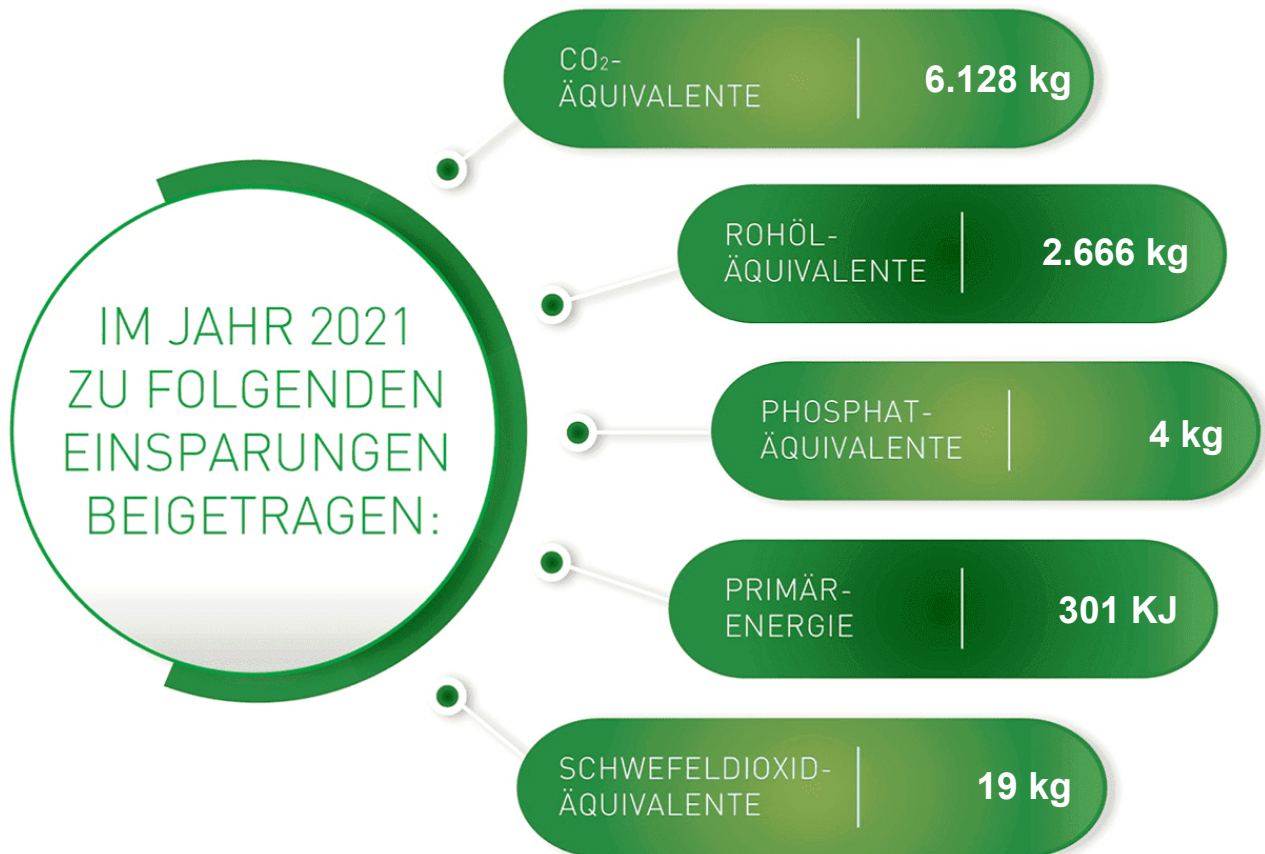 IM JAHR 2021
ZU FOLGENDEN
EINSPARUNGEN
BEIGETRAGEN:
CO₂-
ÄQUIVALENTE
6.128 kg
ROHÖL-
ÄQUIVALENTE
2.666 kg
PHOSPHAT-
ÄQUIVALENTE
4 kg
PRIMÄR-
ENERGIE
301 KJ
SCHWEFELDIOXID-
ÄQUIVALENTE
19 kg